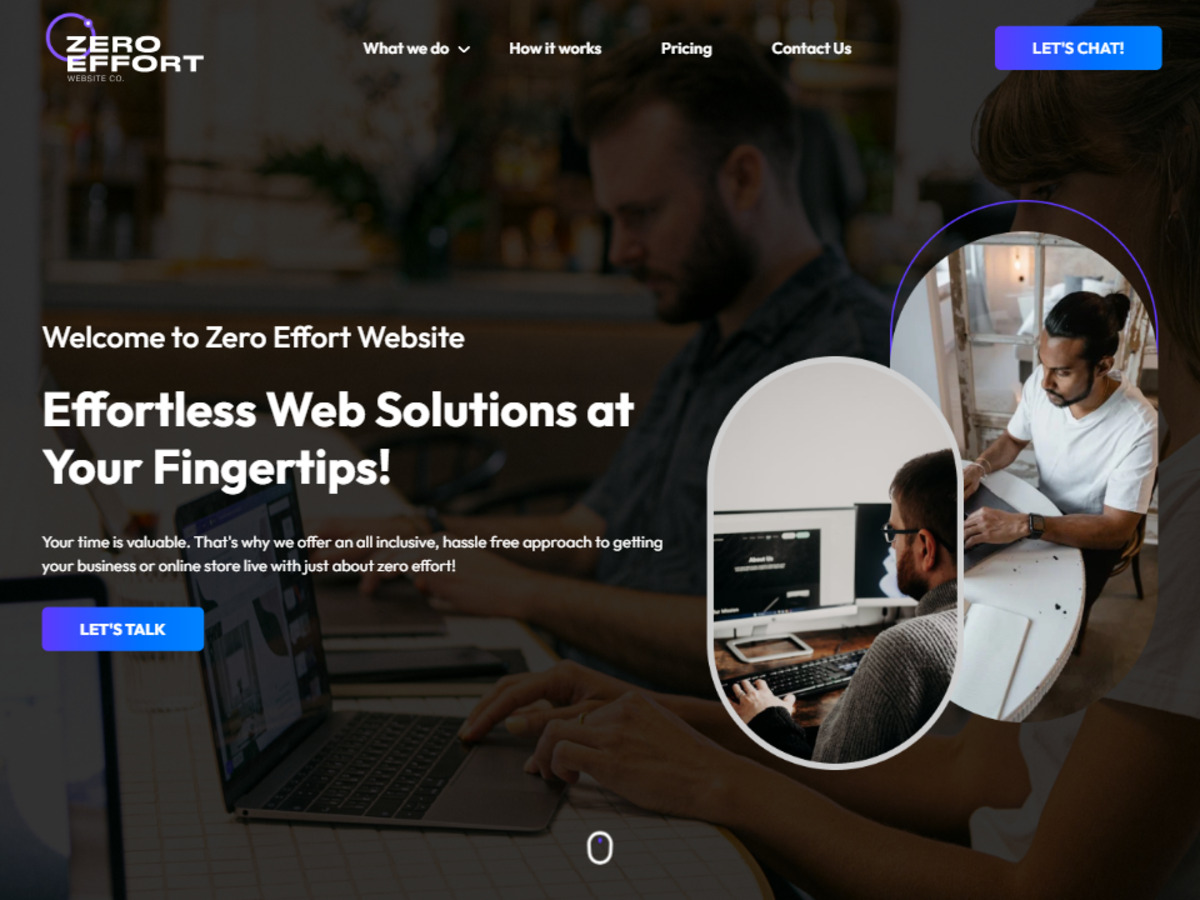 ZERO
EFFORT
WEBSITE CO.
What we do
How it works
Pricing
Contact Us
LET'S CHAT!
Welcome to Zero Effort Website
Effortless Web Solutions at
Your Fingertips!
Your time is valuable. That's why we offer an all inclusive, hassle free approach to getting
your business or online store live with just about zero effort!
LET'S TALK
About Us